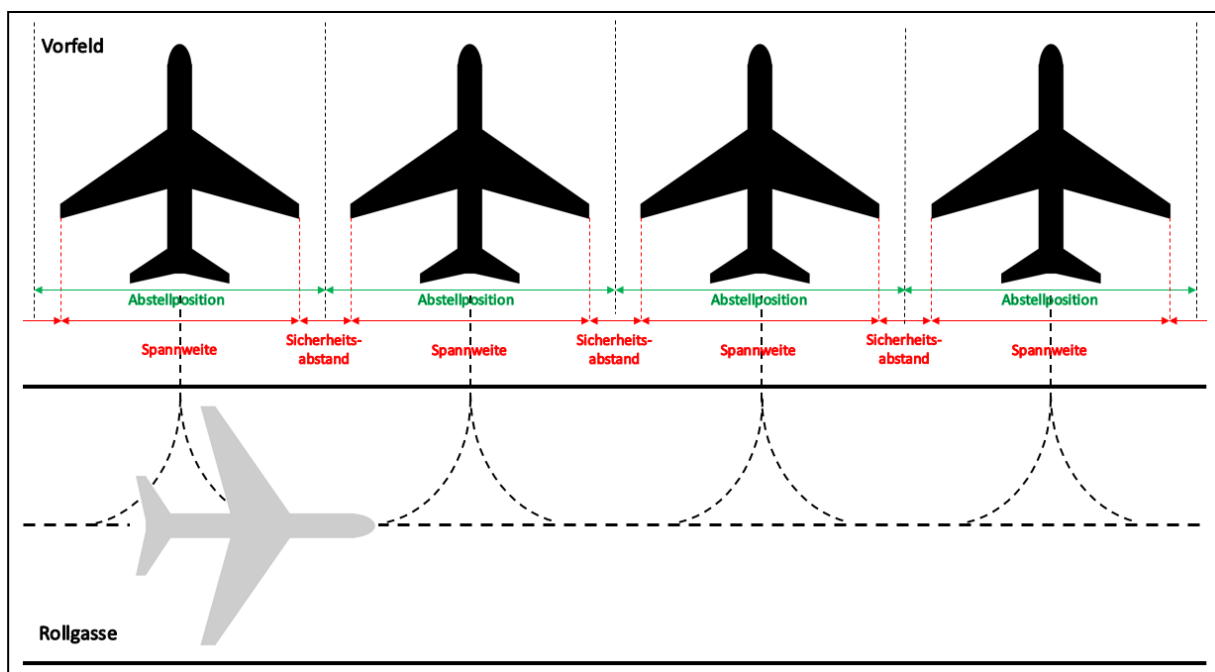 Vorfeld
Abstellposition
Abstellposition
Abstellposition
Abstellposition
Spannweite
Sicherheits-
abstand
Spannweite
Sicherheits-
abstand
Spannweite
Sicherheits-
abstand
Spannweite
Rollgasse